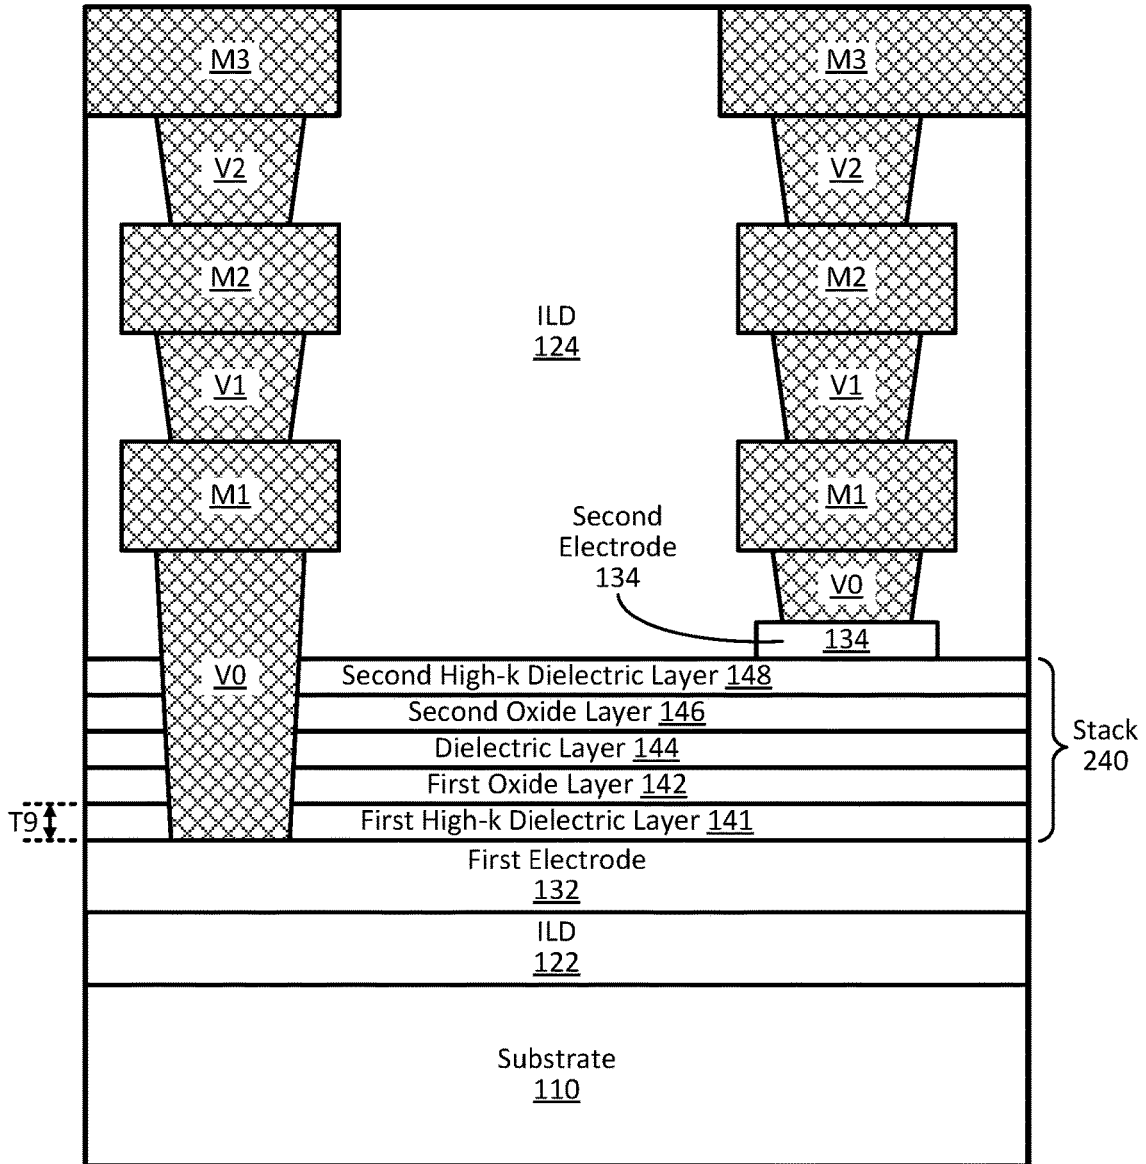 M3
M3
V2
V2
M2
M2
ILD
124
V1
V1
M1
M1
Second
Electrode
134
V0
134
V0
Second High-k Dielectric Layer 148
Second Oxide Layer 146
Dielectric Layer 144
First Oxide Layer 142
First High-k Dielectric Layer 141
Stack
240
T9
First Electrode
132
ILD
122
Substrate
110